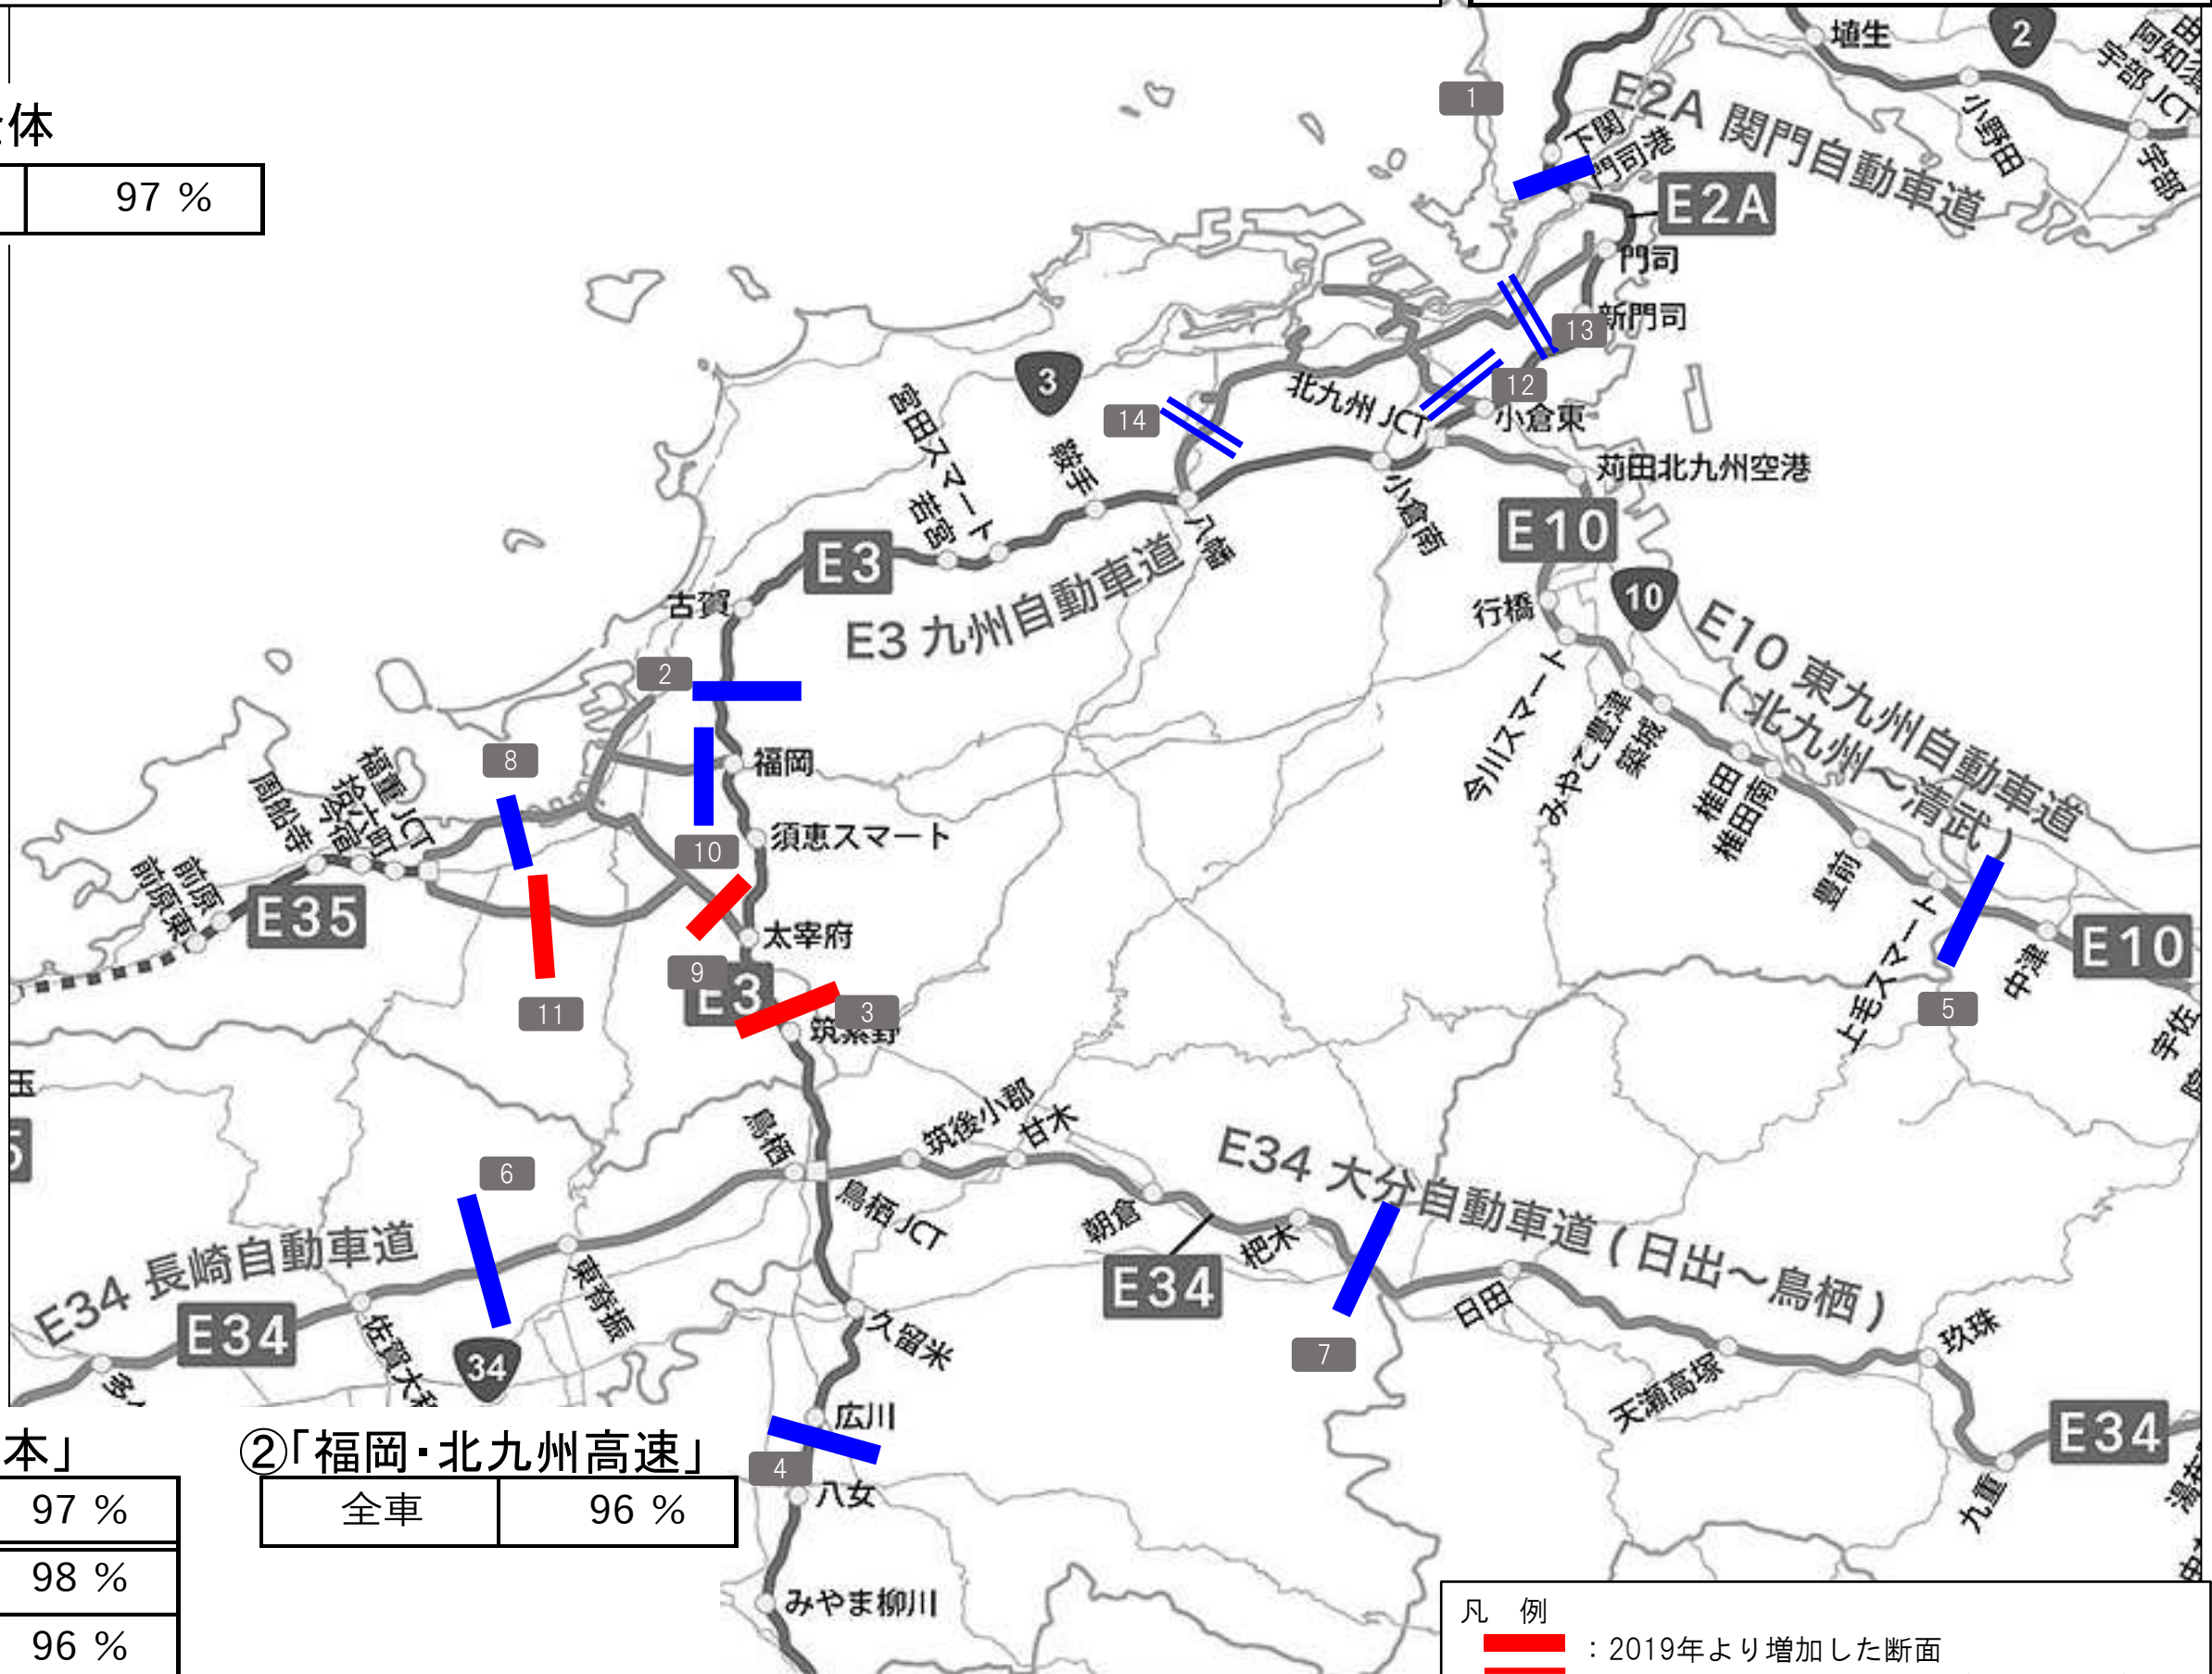 体
97 %
1
埴生
2
宇部 JCT
小野田
宇部
E2A 関門自動車道
下関
門司港
E2A
門司
新門司
13
3
12
14
北九州 JCT
小倉東
宮田スマート
若宮
鞍手
八幡
小倉南
苅田北九州空港
E10
E3
E3 九州自動車道
古賀
行橋
10
E10 東九州自動車道
( 北九州～清武 )
今川スマート
みやこ豊津
築城
椎田
椎田南
豊前
上毛スマート
中津
E10
宇佐
5
2
福岡
8
須恵スマート
10
福重 JCT
拾六町
今宿
周船寺
前原
前原東
E35
太宰府
9
E3
3
筑紫野
11
6
鳥栖
筑後小郡
甘木
鳥栖 JCT
朝倉
杷木
E34 大分自動車道 ( 日出～鳥栖 )
E34
7
日田
天瀬高塚
玖珠
九重
E34
E34 長崎自動車道
E34
34
東脊振
佐賀大和
久留米
広川
4
八女
みやま柳川
本」
97 %
98 %
96 %
②「福岡･北九州高速」
全車 96 %
凡 例
：2019年より増加した断面